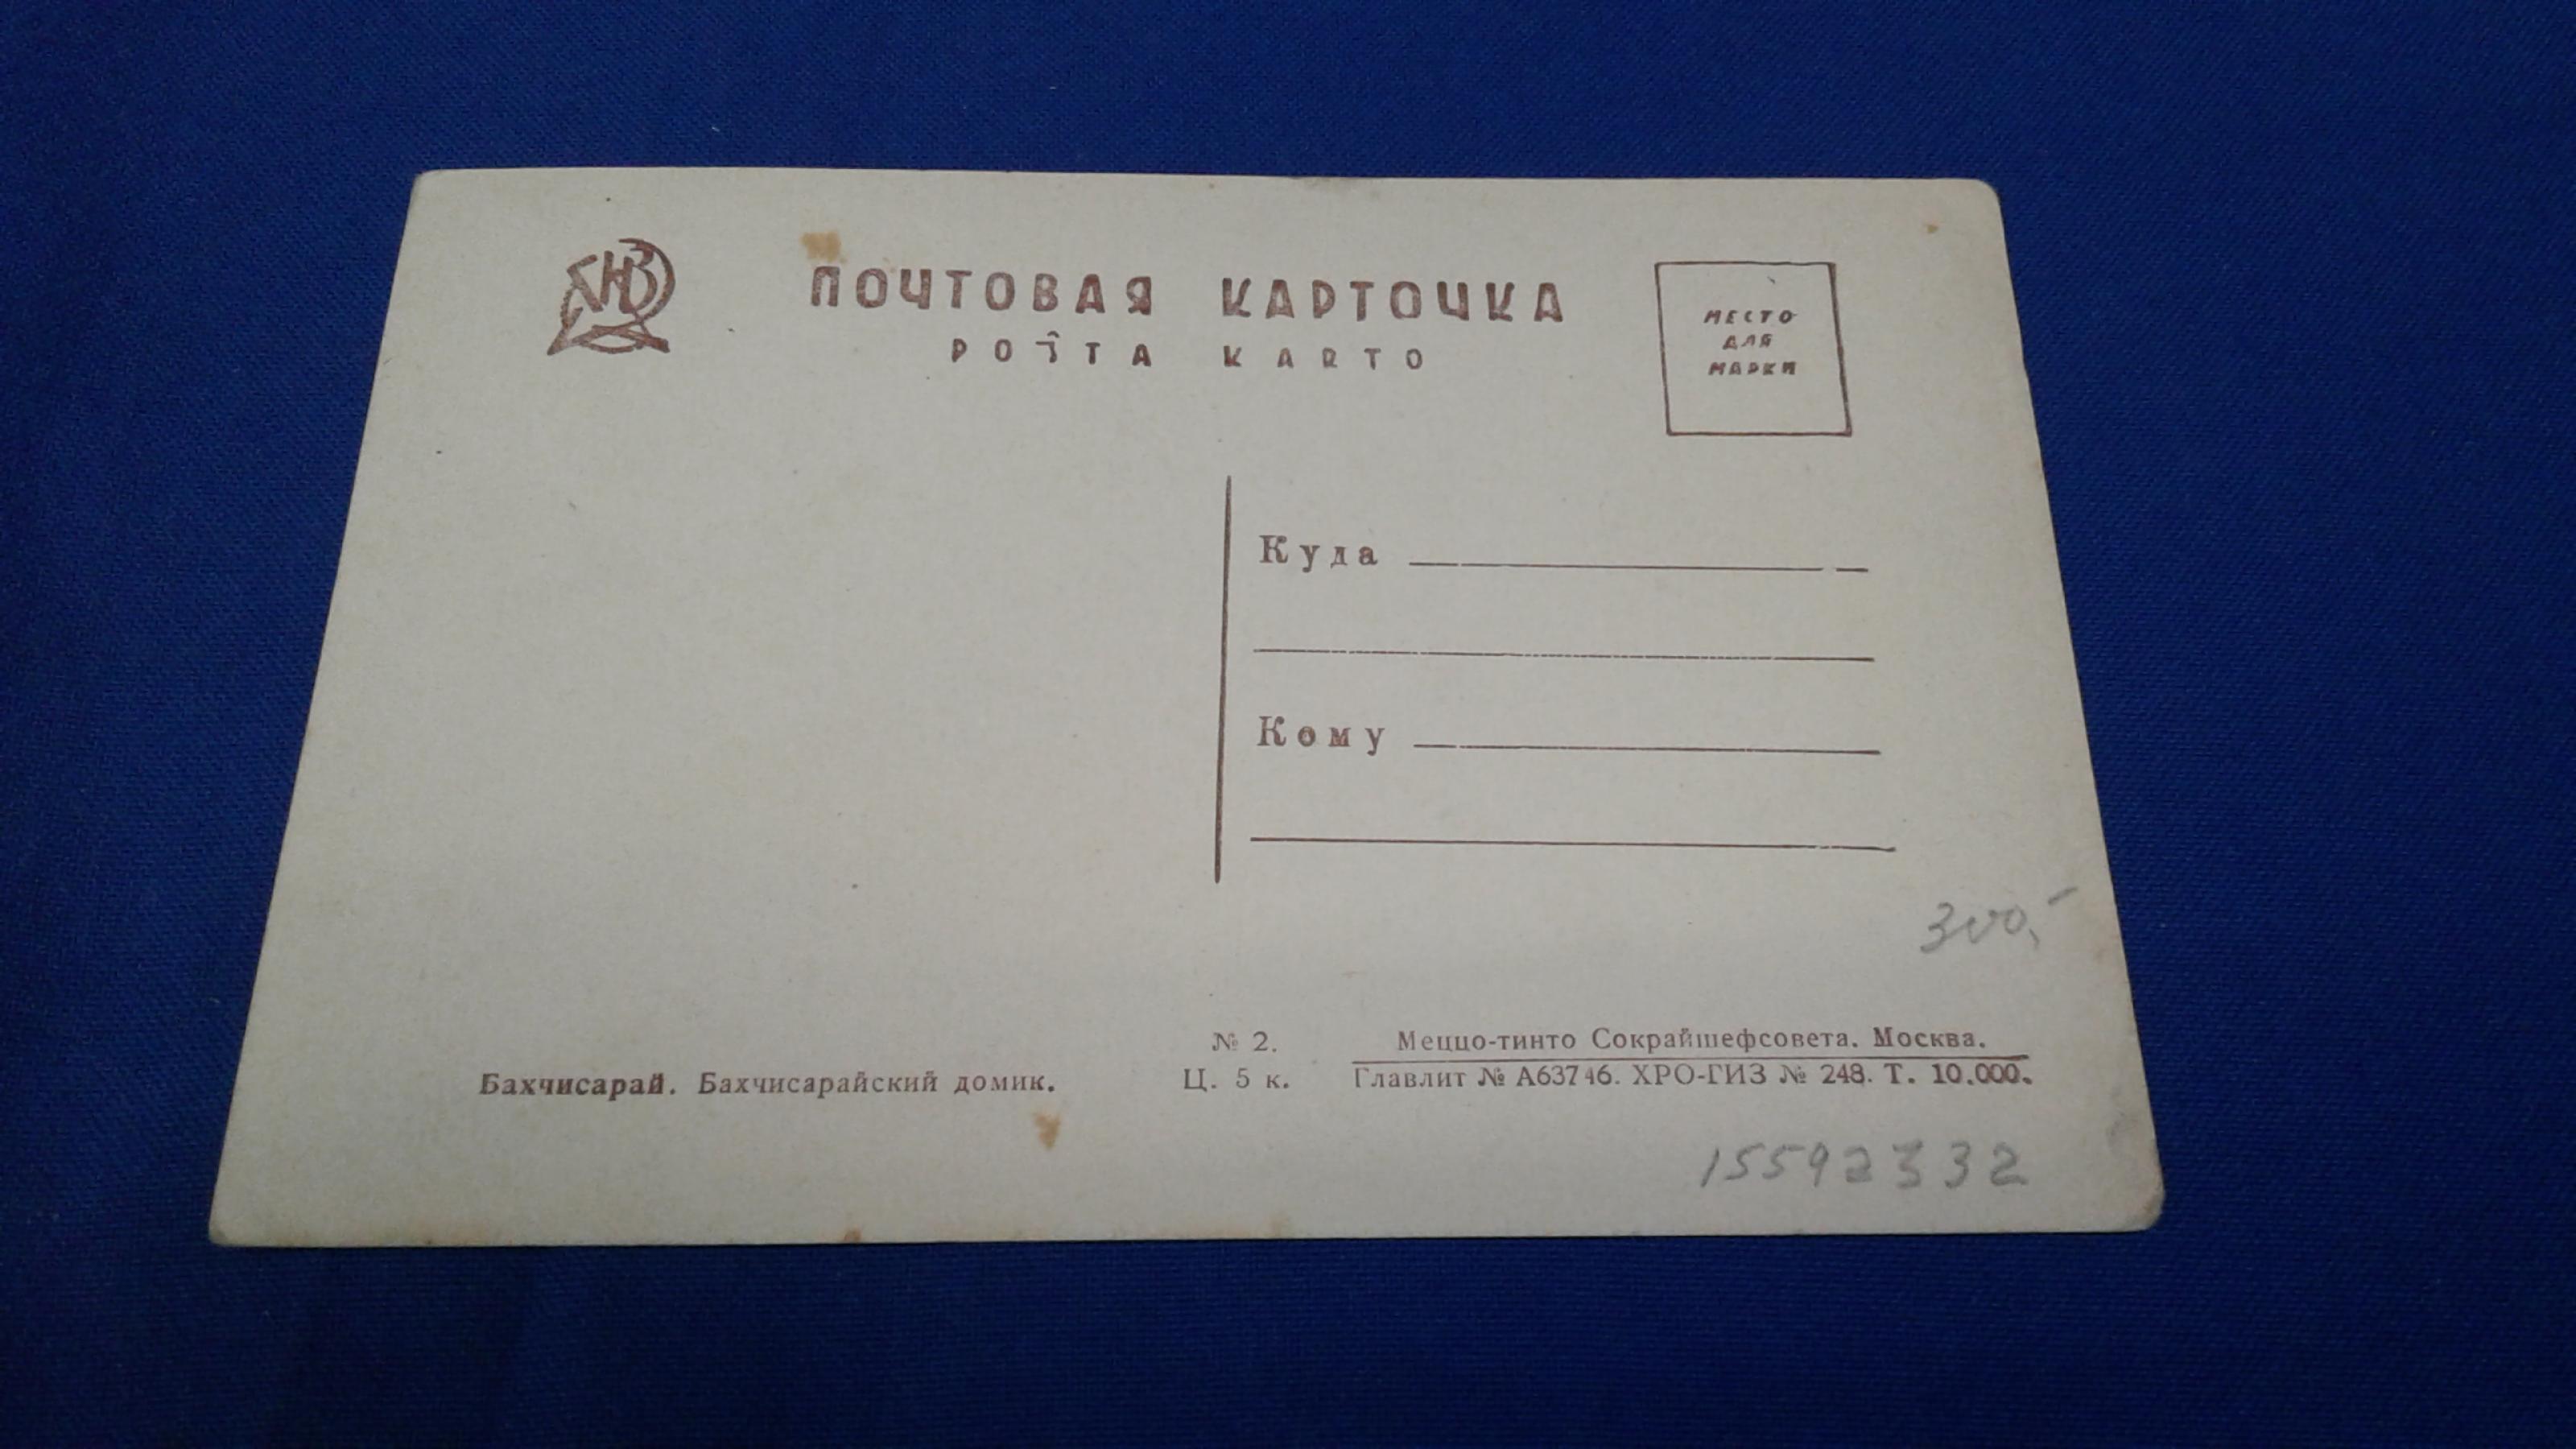 ПОЧТОВАЯ КАРТОЧКА
POŜTA KARTO
МЕСТО
ДЛЯ
МАРКИ
Куда
Кому
300,-
№ 2.
Ц. 5 к.
Меццо-тинто Сокрайшефсовета. Москва.
Главлит № А63746. ХРО-ГИЗ № 248. Т. 10.000.
Бахчисарай. Бахчисарайский домик.
15592332